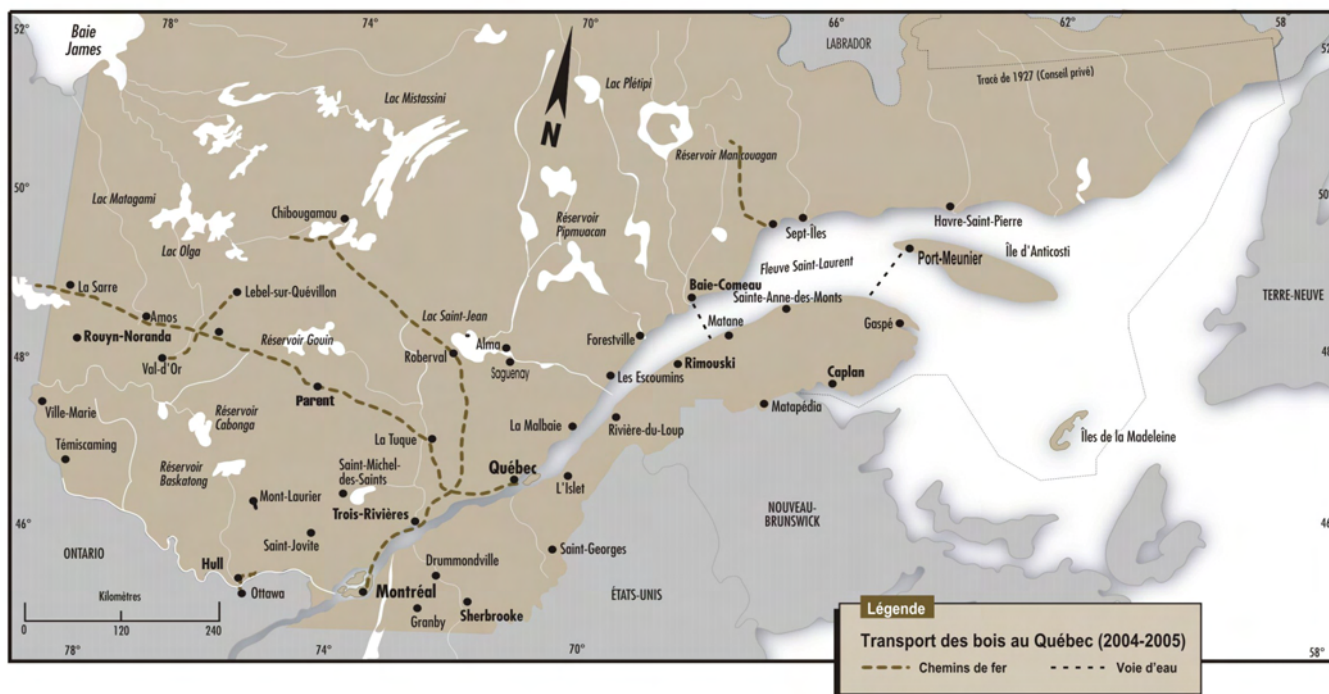 52°
78°
74°
70°
66°
62°
58°
52°
Baie
James
LABRADOR
Tracé de 1927 (Conseil privé)
Lac Plétipi
Lac Mistassini
N
Réservoir Manicouagan
50°
50°
Lac Matagami
Chibougamau
Lac Olga
Réservoir
Pipmuacan
Sept-Îles
Havre-Saint-Pierre
Port-Meunier
Île d'Anticosti
Fleuve Saint-Laurent
La Sarre
Lebel-sur-Quévillon
Baie-Comeau
Sainte-Anne-des-Monts
TERRE-NEUVE
Amos
Lac Saint-Jean
Gaspé
Rouyn-Noranda
Réservoir Gouin
Alma
Forestville
Matane
48°
48°
Val-d'Or
Roberval
Saguenay
Les Escoumins
Rimouski
Caplan
Parent
Matapédia
Ville-Marie
Réservoir
Cabonga
La Tuque
La Malbaie
Rivière-du-Loup
Îles de la Madeleine
Témiscaming
Réservoir
Baskatong
Saint-Michel-
des-Saints
Québec
L'Islet
Mont-Laurier
Trois-Rivières
NOUVEAU-
BRUNSWICK
46°
46°
Saint-Jovite
ONTARIO
Saint-Georges
Hull
Drummondville
Ottawa
Montréal
ÉTATS-UNIS
Kilomètres
Granby
Sherbrooke
0
120
240
78°
74°
70°
58°
Légende
Transport des bois au Québec (2004-2005)
Chemins de fer
Voie d'eau